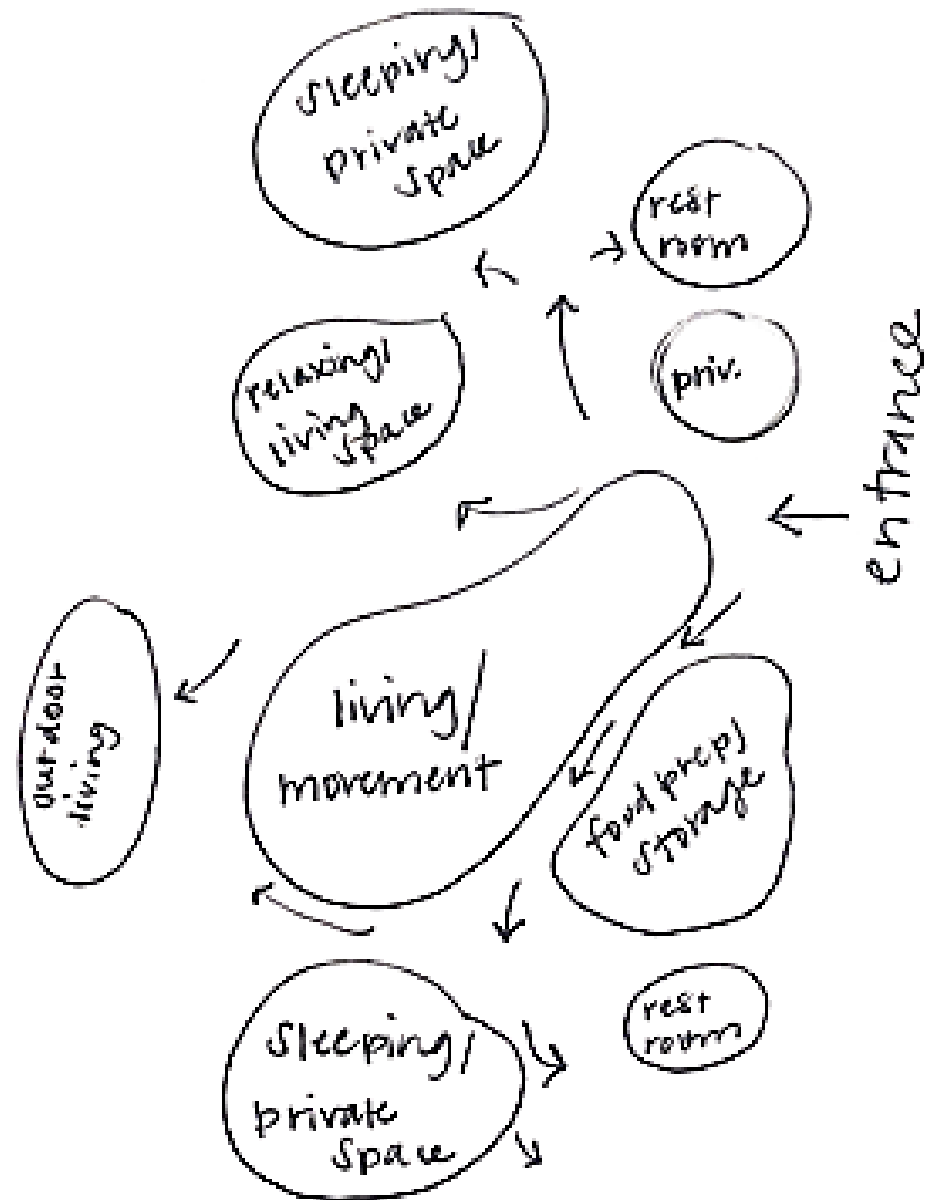 sleeping/
private
space
rest
room
relaxing/
living
space
priv.
entrance
living/
movement
outdoor
living
food prep/
storage
sleeping/
private
space
rest
room